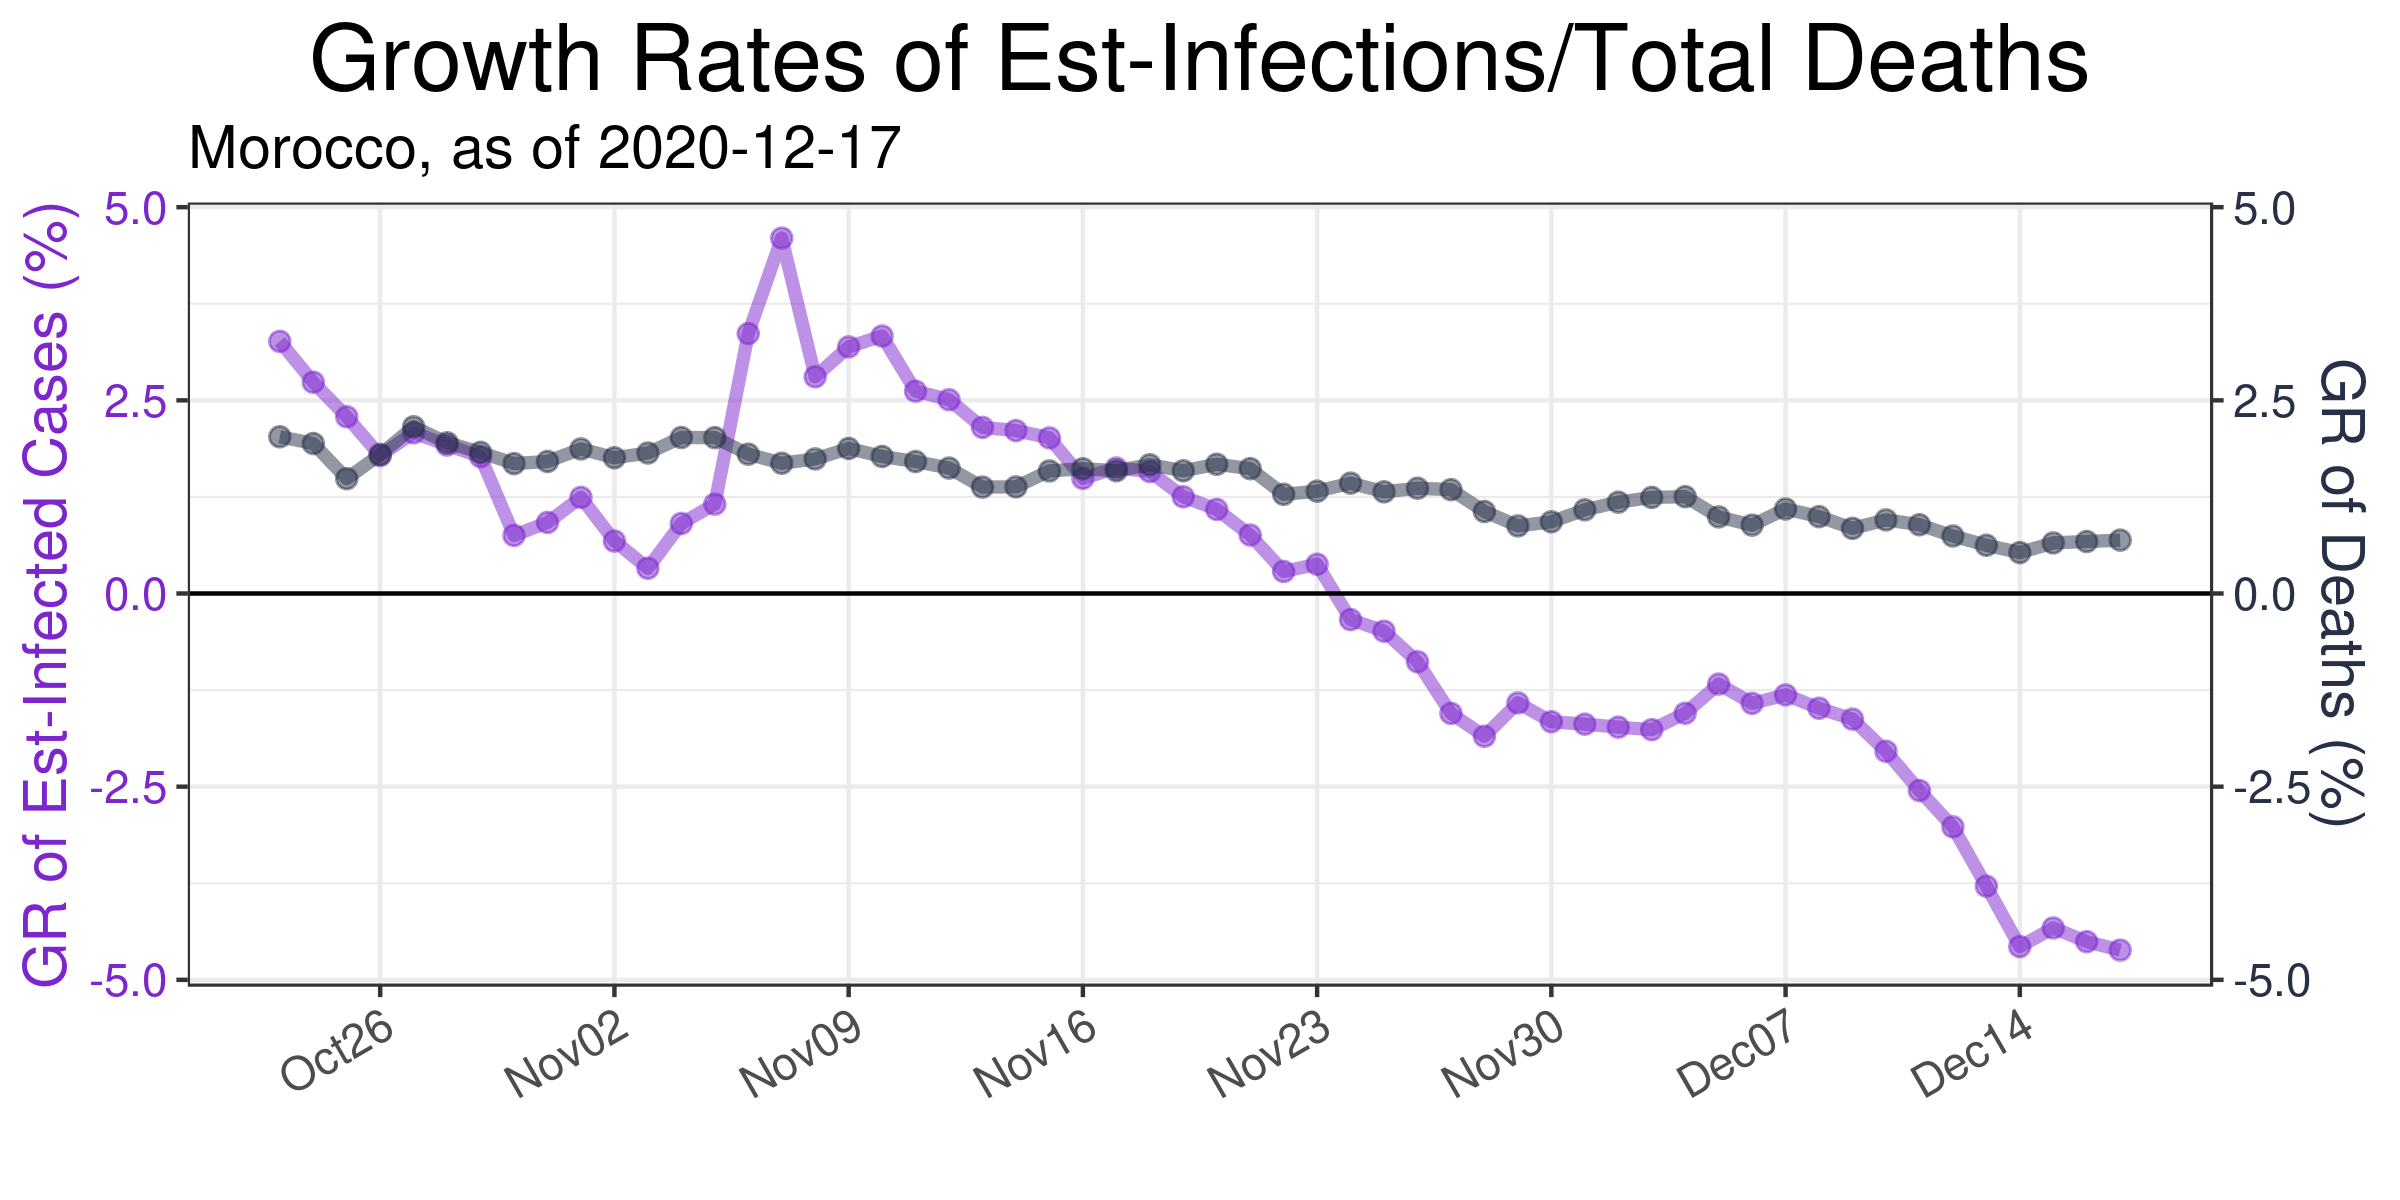 Growth Rates of Est-Infections/Total Deaths
Morocco, as of 2020-12-17
GR of Est-Infected Cases (%)
5.0
2.5
0.0
-2.5
-5.0
5.0
2.5
0.0
-2.5
-5.0
GR of Deaths (%)
Oct26
Nov02
Nov09
Nov16
Nov23
Nov30
Dec07
Dec14